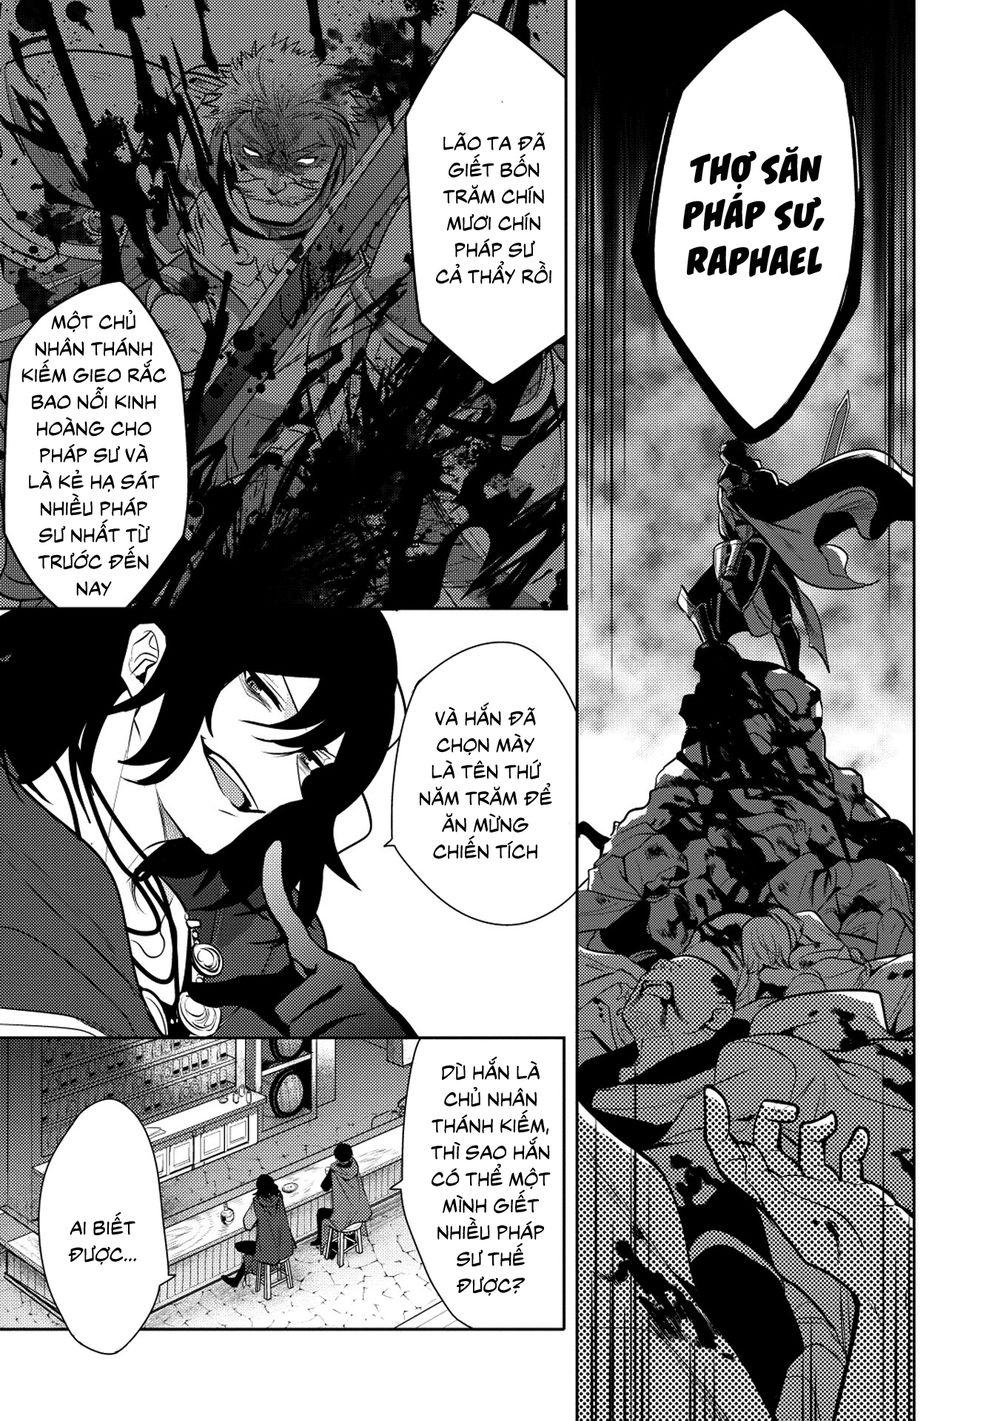 THỢ SĂN
PHÁP SƯ,
RAPHAEL
LÃO TA ĐÃ
GIẾT BỐN
TRĂM CHÍN
MƯƠI CHÍN
PHÁP SƯ
CẢ THẨY RỒI
MỘT CHỦ
NHÂN THÁNH
KIẾM GIEO RẮC
BAO NỖI KINH
HOÀNG CHO
PHÁP SƯ VÀ
LÀ KẺ HẠ SÁT
NHIỀU PHÁP
SƯ NHẤT TỪ
TRƯỚC ĐẾN
NAY
VÀ HẮN ĐÃ
CHỌN MÀY
LÀ TÊN THỨ
NĂM TRĂM ĐỂ
ĂN MỪNG
CHIẾN TÍCH
DÙ HẮN LÀ
CHỦ NHÂN
THÁNH KIẾM,
THÌ SAO HẮN
CÓ THỂ MỘT
MÌNH GIẾT
NHIỀU PHÁP
SƯ THẾ
ĐƯỢC?
AI BIẾT
ĐƯỢC...